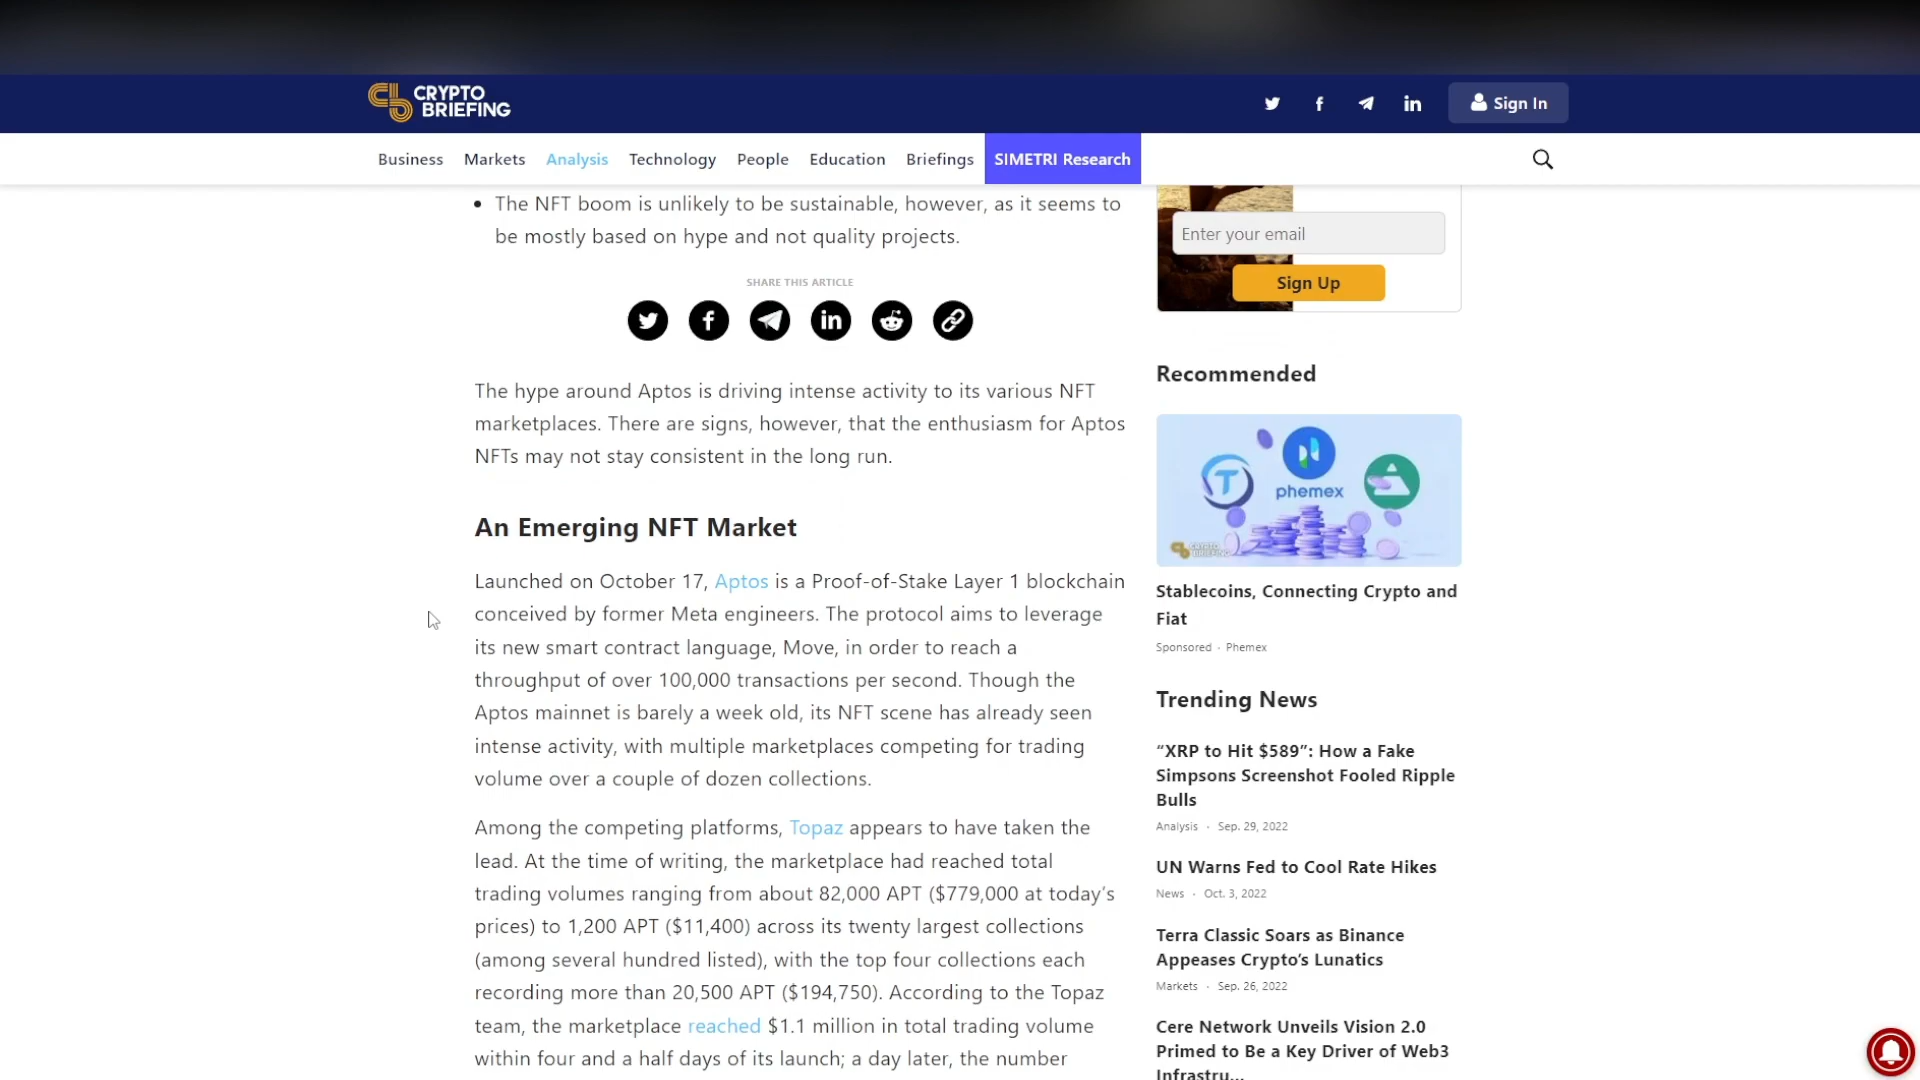 CRYPTO
BRIEFING
Sign In
Business Markets Analysis Technology People Education Briefings SIMETRI Research
• The NFT boom is unlikely to be sustainable, however, as it seems to
be mostly based on hype and not quality projects.
SHARE THIS ARTICLE
The hype around Aptos is driving intense activity to its various NFT
marketplaces. There are signs, however, that the enthusiasm for Aptos
NFTs may not stay consistent in the long run.
An Emerging NFT Market
Launched on October 17, Aptos is a Proof-of-Stake Layer 1 blockchain
conceived by former Meta engineers. The protocol aims to leverage
its new smart contract language, Move, in order to reach a
throughput of over 100,000 transactions per second. Though the
Aptos mainnet is barely a week old, its NFT scene has already seen
intense activity, with multiple marketplaces competing for trading
volume over a couple of dozen collections.
Among the competing platforms, Topaz appears to have taken the
lead. At the time of writing, the marketplace had reached total
trading volumes ranging from about 82,000 APT ($779,000 at today’s
prices) to 1,200 APT ($11,400) across its twenty largest collections
(among several hundred listed), with the top four collections each
recording more than 20,500 APT ($194,750). According to the Topaz
team, the marketplace reached $1.1 million in total trading volume
within four and a half days of its launch; a day later, the number
Enter your email
Sign Up
Recommended
phemex
CRYPTO
BRIEFING
Stablecoins, Connecting Crypto and
Fiat
Sponsored · Phemex
Trending News
“XRP to Hit $589”: How a Fake
Simpsons Screenshot Fooled Ripple
Bulls
Analysis · Sep. 29, 2022
UN Warns Fed to Cool Rate Hikes
News · Oct. 3, 2022
Terra Classic Soars as Binance
Appeases Crypto’s Lunatics
Markets · Sep. 26, 2022
Cere Network Unveils Vision 2.0
Primed to Be a Key Driver of Web3
Infrastru...